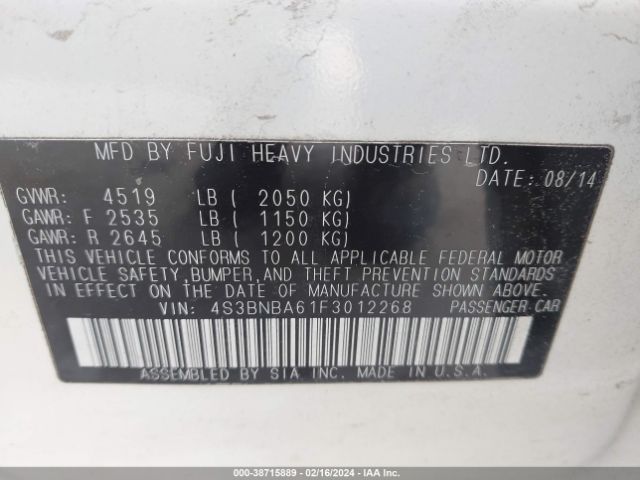 MFD BY FUJI HEAVY INDUSTRIES LTD.
DATE: 08/14
GVWR: 4519 LB ( 2050 KG)
GAWR: F 2535 LB ( 1150 KG)
GAWR: R 2645 LB ( 1200 KG)
THIS VEHICLE CONFORMS TO ALL APPLICABLE FEDERAL MOTOR
VEHICLE SAFETY, BUMPER, AND THEFT PREVENTION STANDARDS
IN EFFECT ON THE DATE OF MANUFACTURE SHOWN ABOVE.
VIN: 4S3BNBA61F3012268 PASSENGER CAR
ASSEMBLED BY SIA INC. MADE IN U.S.A.
000-38715889 - 02/16/2024 - IAA Inc.